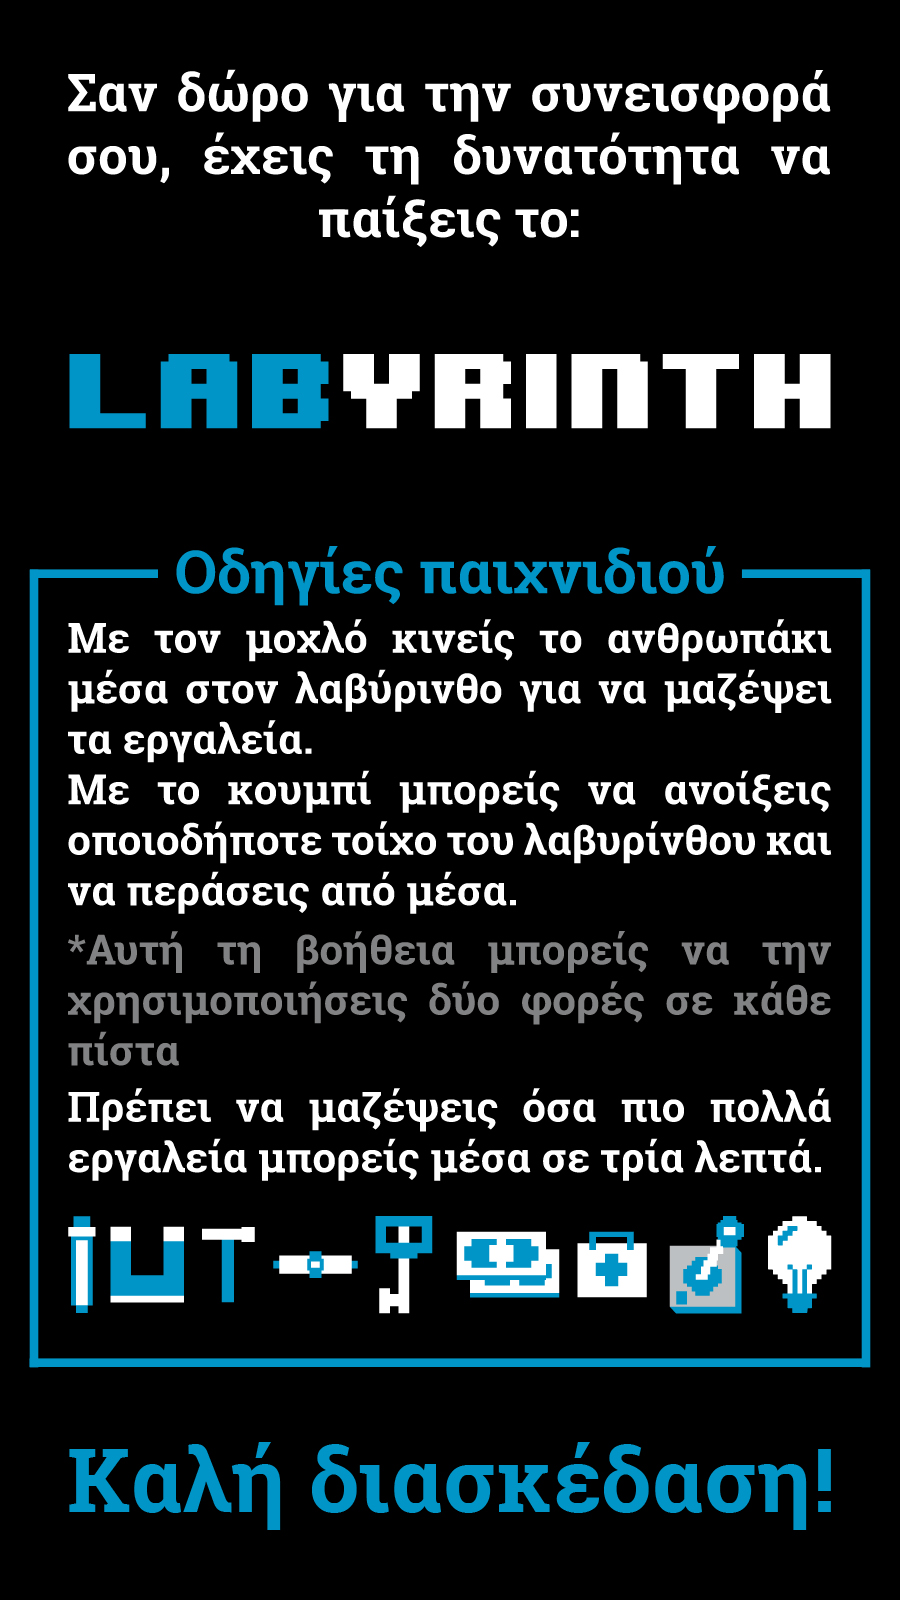 Σαν δώρο για την συνεισφορά
σου, έχεις τη δυνατότητα να
παίξεις το:
LABYRINTH
Οδηγίες παιχνιδιού
Με τον μοχλό κινείς το ανθρωπάκι
μέσα στον λαβύρινθο για να μαζέψει
τα εργαλεία.
Με το κουμπί μπορείς να ανοίξεις
οποιοδήποτε τοίχο του λαβυρίνθου και
να περάσεις από μέσα.
*Αυτή τη βοήθεια μπορείς να την
χρησιμοποιήσεις δύο φορές σε κάθε
πίστα
Πρέπει να μαζέψεις όσα πιο πολλά
εργαλεία μπορείς μέσα σε τρία λεπτά.
Καλή διασκέδαση!